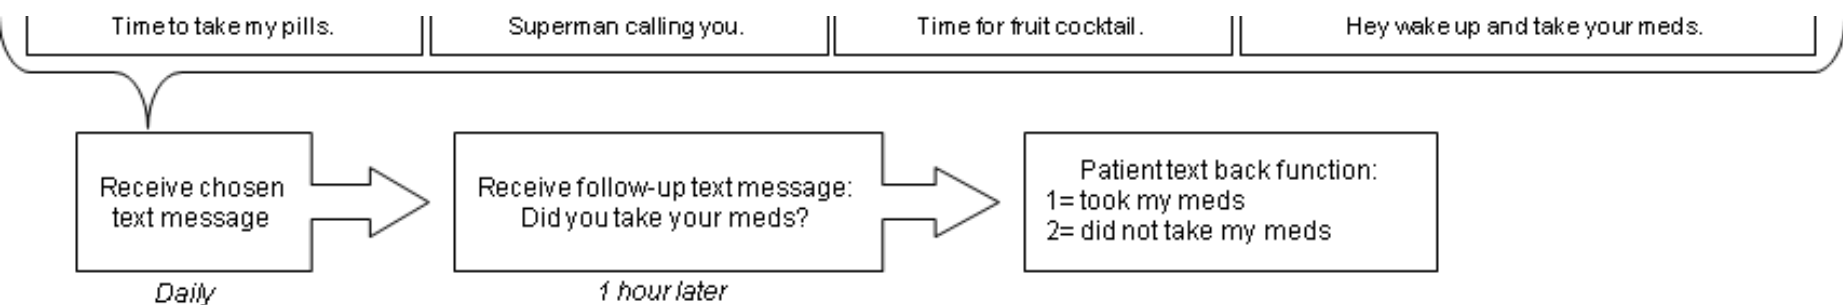 Time to take my pills.
Superman calling you.
Time for fruit cocktail.
Hey wake up and take your meds.
Receive chosen
text message
Daily
Receive follow-up text message:
Did you take your meds?
1 hour later
Patient text back function:
1= took my meds
2= did not take my meds